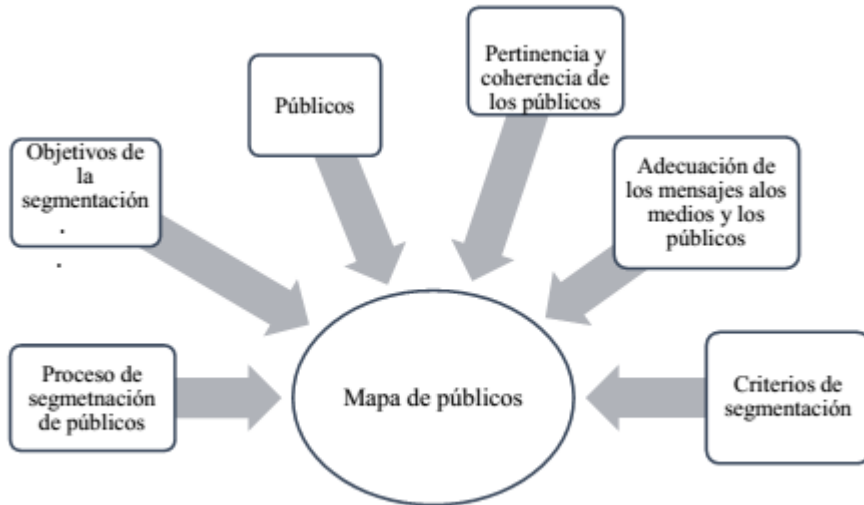 Pertinencia y
coherencia de
los públicos
Públicos
Objetivos de
la
segmentación
.
.
Adecuación de
los mensajes alos
medios y los
públicos
Proceso de
segmetnación
de públicos
Mapa de públicos
Criterios de
segmentación